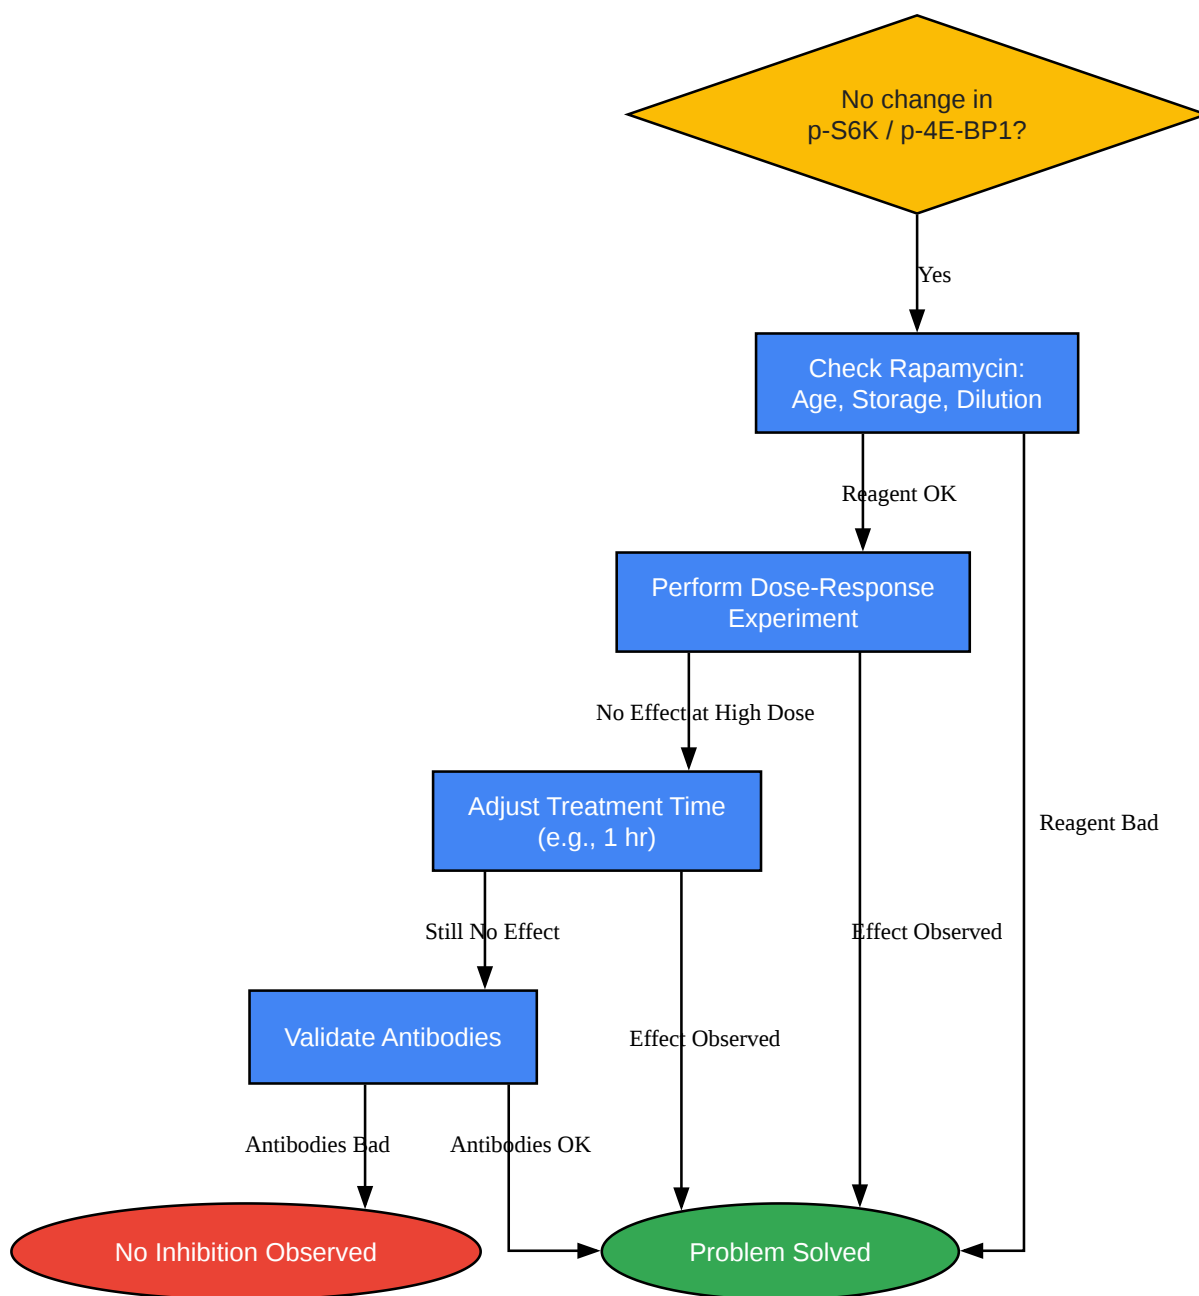 No change in
p-S6K / p-4E-BP1?
Yes
Check Rapamycin:
Age, Storage, Dilution
Reagent OK
Perform Dose-Response
Experiment
No Effect at High Dose
Adjust Treatment Time
(e.g., 1 hr)
Reagent Bad
Still No Effect
Effect Observed
Validate Antibodies
Effect Observed
Antibodies Bad
Antibodies OK
No Inhibition Observed
Problem Solved